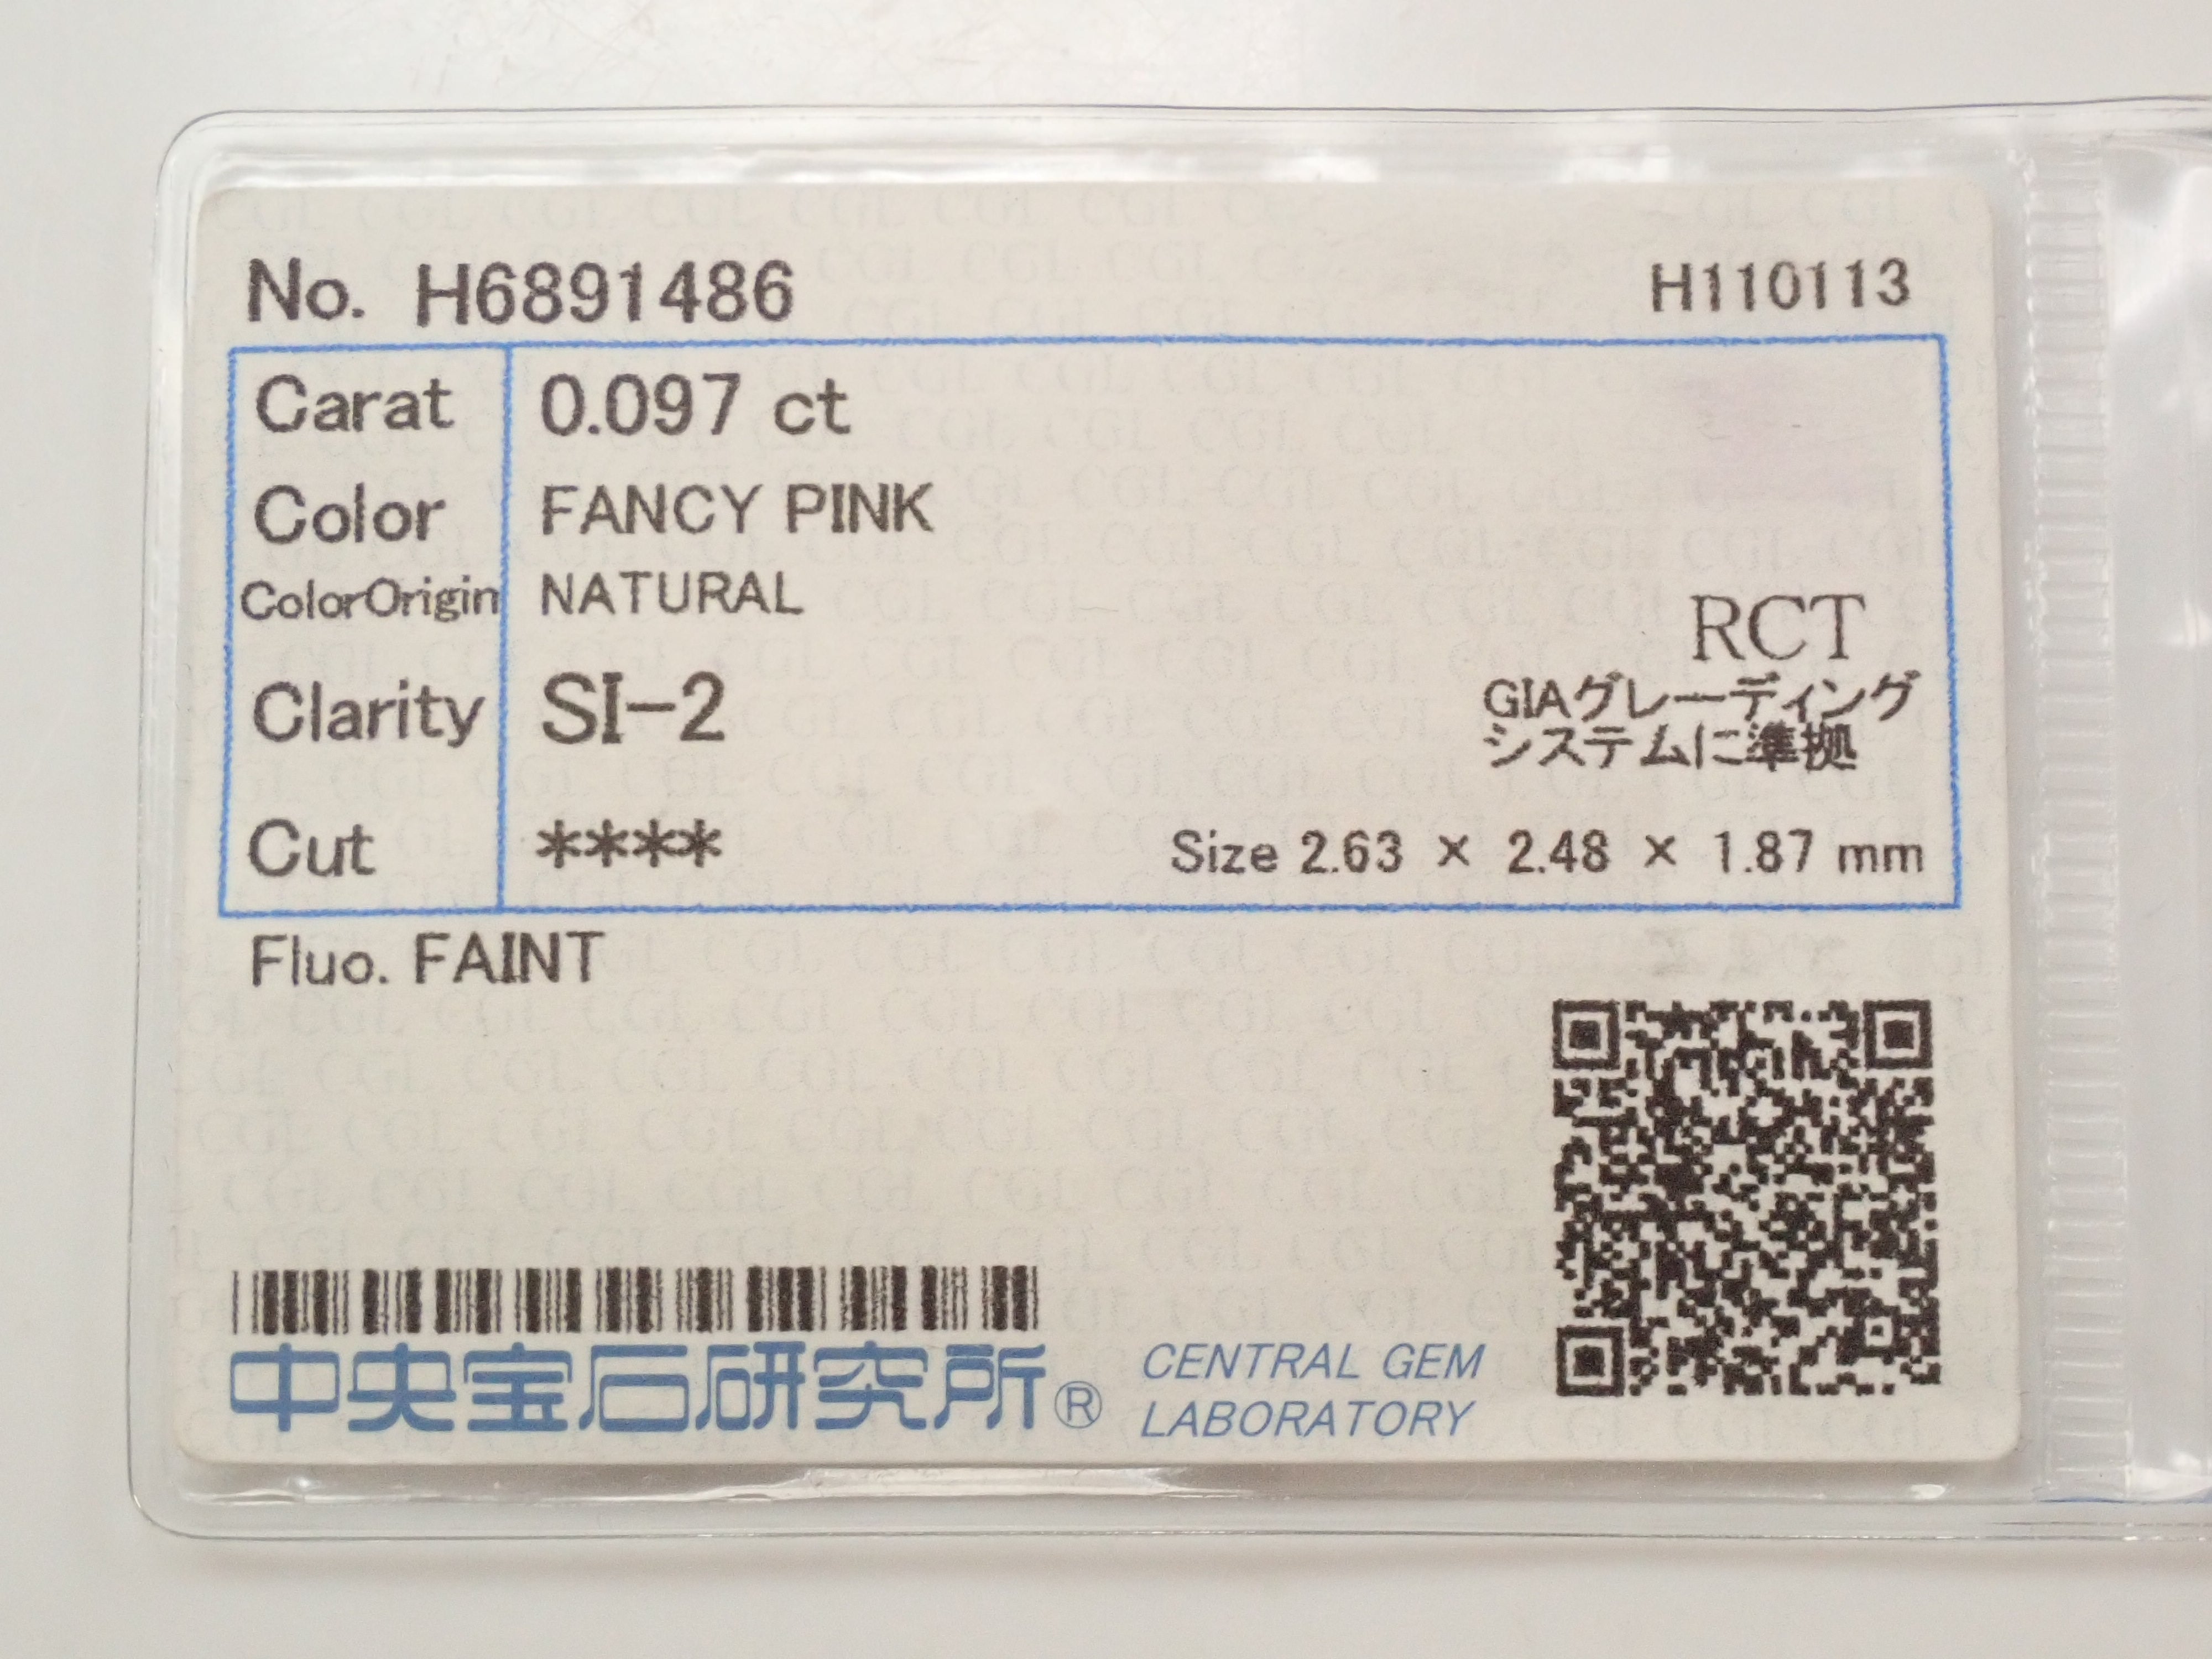 No. H6891486 H110113
Carat 0.097 ct
Color FANCY PINK
ColorOrigin NATURAL
RCT
Clarity SI-2
GIAグレーディング
システムに準拠
Cut **** Size 2.63 × 2.48 × 1.87 mm
Fluo. FAINT
中央宝石研究所®
CENTRAL GEM
LABORATORY